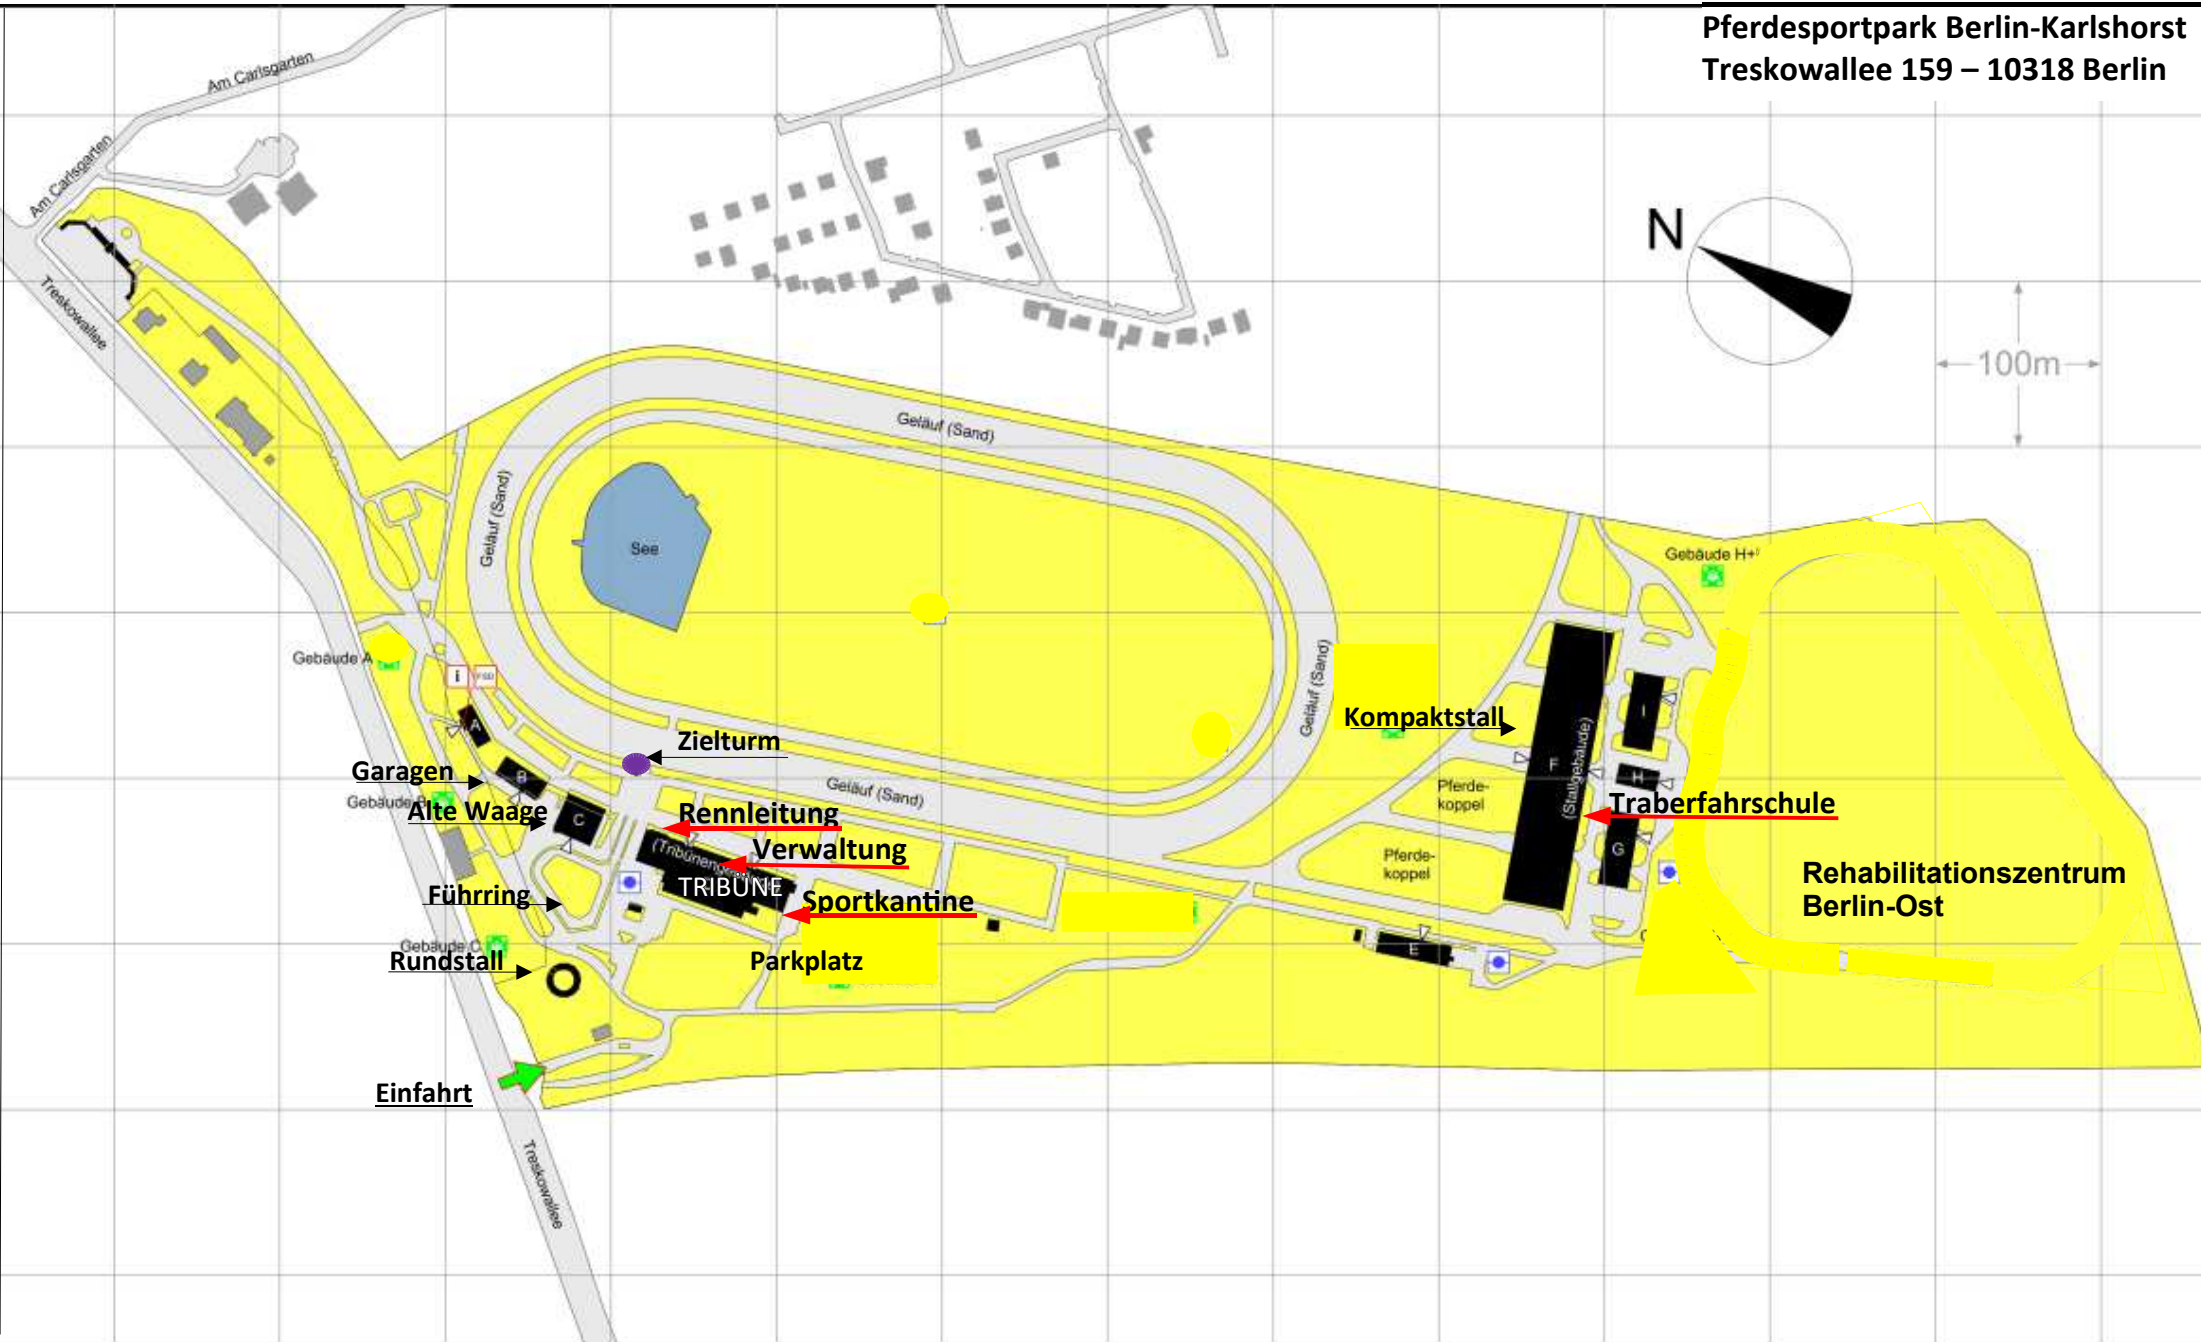 Pferdesportpark Berlin-Karlshorst
Treskowallee 159 – 10318 Berlin
Am Carlsgarten
Am Carlsgarten
N
100m
Treskowallee
Geläuf (Sand)
Geläuf (Sand)
See
Gebäude H+
Gebäude A
i
Geläuf (Sand)
Kompaktstall
I
A
Zielturm
(Stallgebäude)
F
Garagen
B
H
Geläuf (Sand)
Pferde-
koppel
Gebäude B
Alte Waage
C
Rennleitung
Traberfahrschule
(Tribünenge
Verwaltung
G
Pferde-
koppel
TRIBÜNE
Führring
Sportkantine
Rehabilitationszentrum
Berlin-Ost
Gebäude C
E
Rundstall
Parkplatz
Einfahrt
Treskowallee